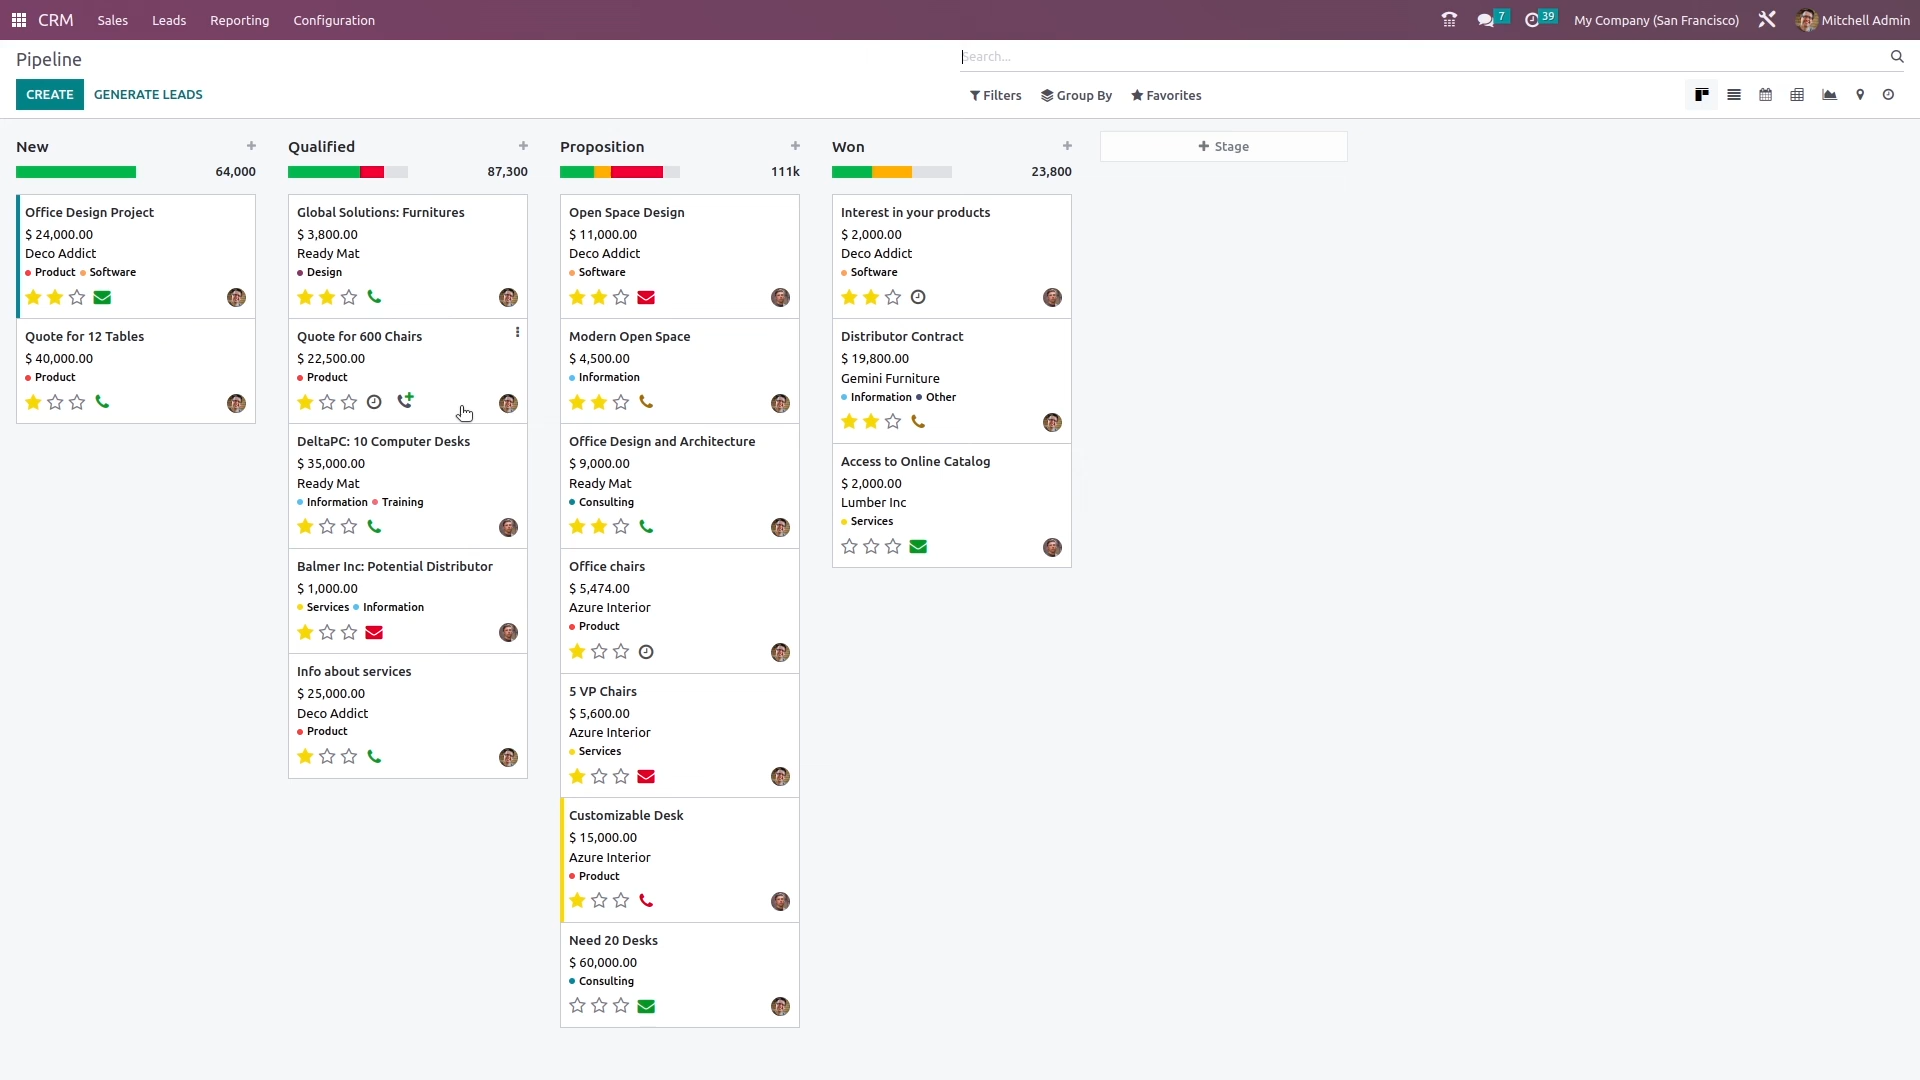 CRM Sales Leads Reporting Configuration 7 39 My Company (San Francisco) Mitchell Admin
Pipeline
Search...
CREATE GENERATE LEADS
Filters Group By Favorites
New
64,000
Office Design Project
$ 24,000.00
Deco Addict
Product Software
Quote for 12 Tables
$ 40,000.00
Product
Qualified
87,300
Global Solutions: Furnitures
$ 3,800.00
Ready Mat
Design
Quote for 600 Chairs
$ 22,500.00
Product
DeltaPC: 10 Computer Desks
$ 35,000.00
Ready Mat
Information Training
Balmer Inc: Potential Distributor
$ 1,000.00
Services Information
Info about services
$ 25,000.00
Deco Addict
Product
Proposition
111k
Open Space Design
$ 11,000.00
Deco Addict
Software
Modern Open Space
$ 4,500.00
Information
Office Design and Architecture
$ 9,000.00
Ready Mat
Consulting
Office chairs
$ 5,474.00
Azure Interior
Product
5 VP Chairs
$ 5,600.00
Azure Interior
Services
Customizable Desk
$ 15,000.00
Azure Interior
Product
Need 20 Desks
$ 60,000.00
Consulting
Won
23,800
Interest in your products
$ 2,000.00
Deco Addict
Software
Distributor Contract
$ 19,800.00
Gemini Furniture
Information Other
Access to Online Catalog
$ 2,000.00
Lumber Inc
Services
+ Stage